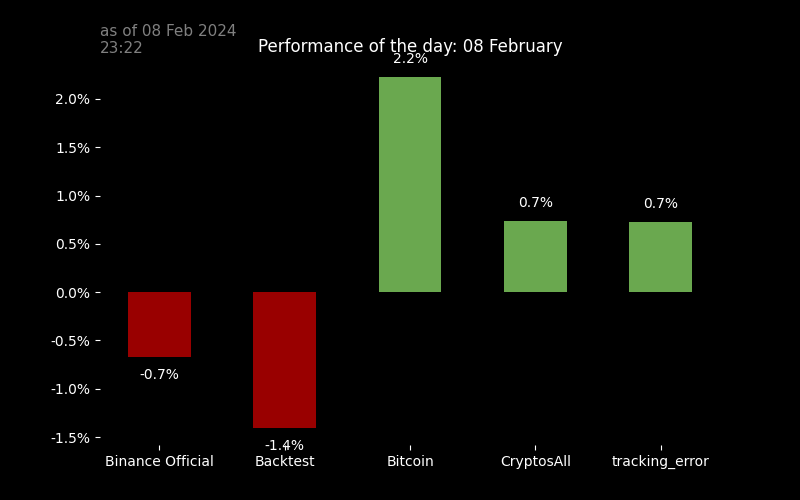 as of 08 Feb 2024
23:22
Performance of the day: 08 February
2.2%
2.0%
1.5%
1.0%
0.5%
0.0%
-0.5%
-1.0%
-1.5%
0.7%
0.7%
-0.7%
-1.4%
Binance Official
Backtest
Bitcoin
CryptosAll
tracking_error